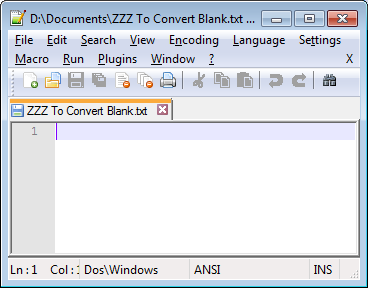 D:\Documents\ZZZ To Convert Blank.txt ...
File Edit Search View Encoding Language Settings
Macro Run Plugins Window ? X
ZZZ To Convert Blank.txt
1
Ln : 1 Col : 1 Dos\Windows ANSI INS